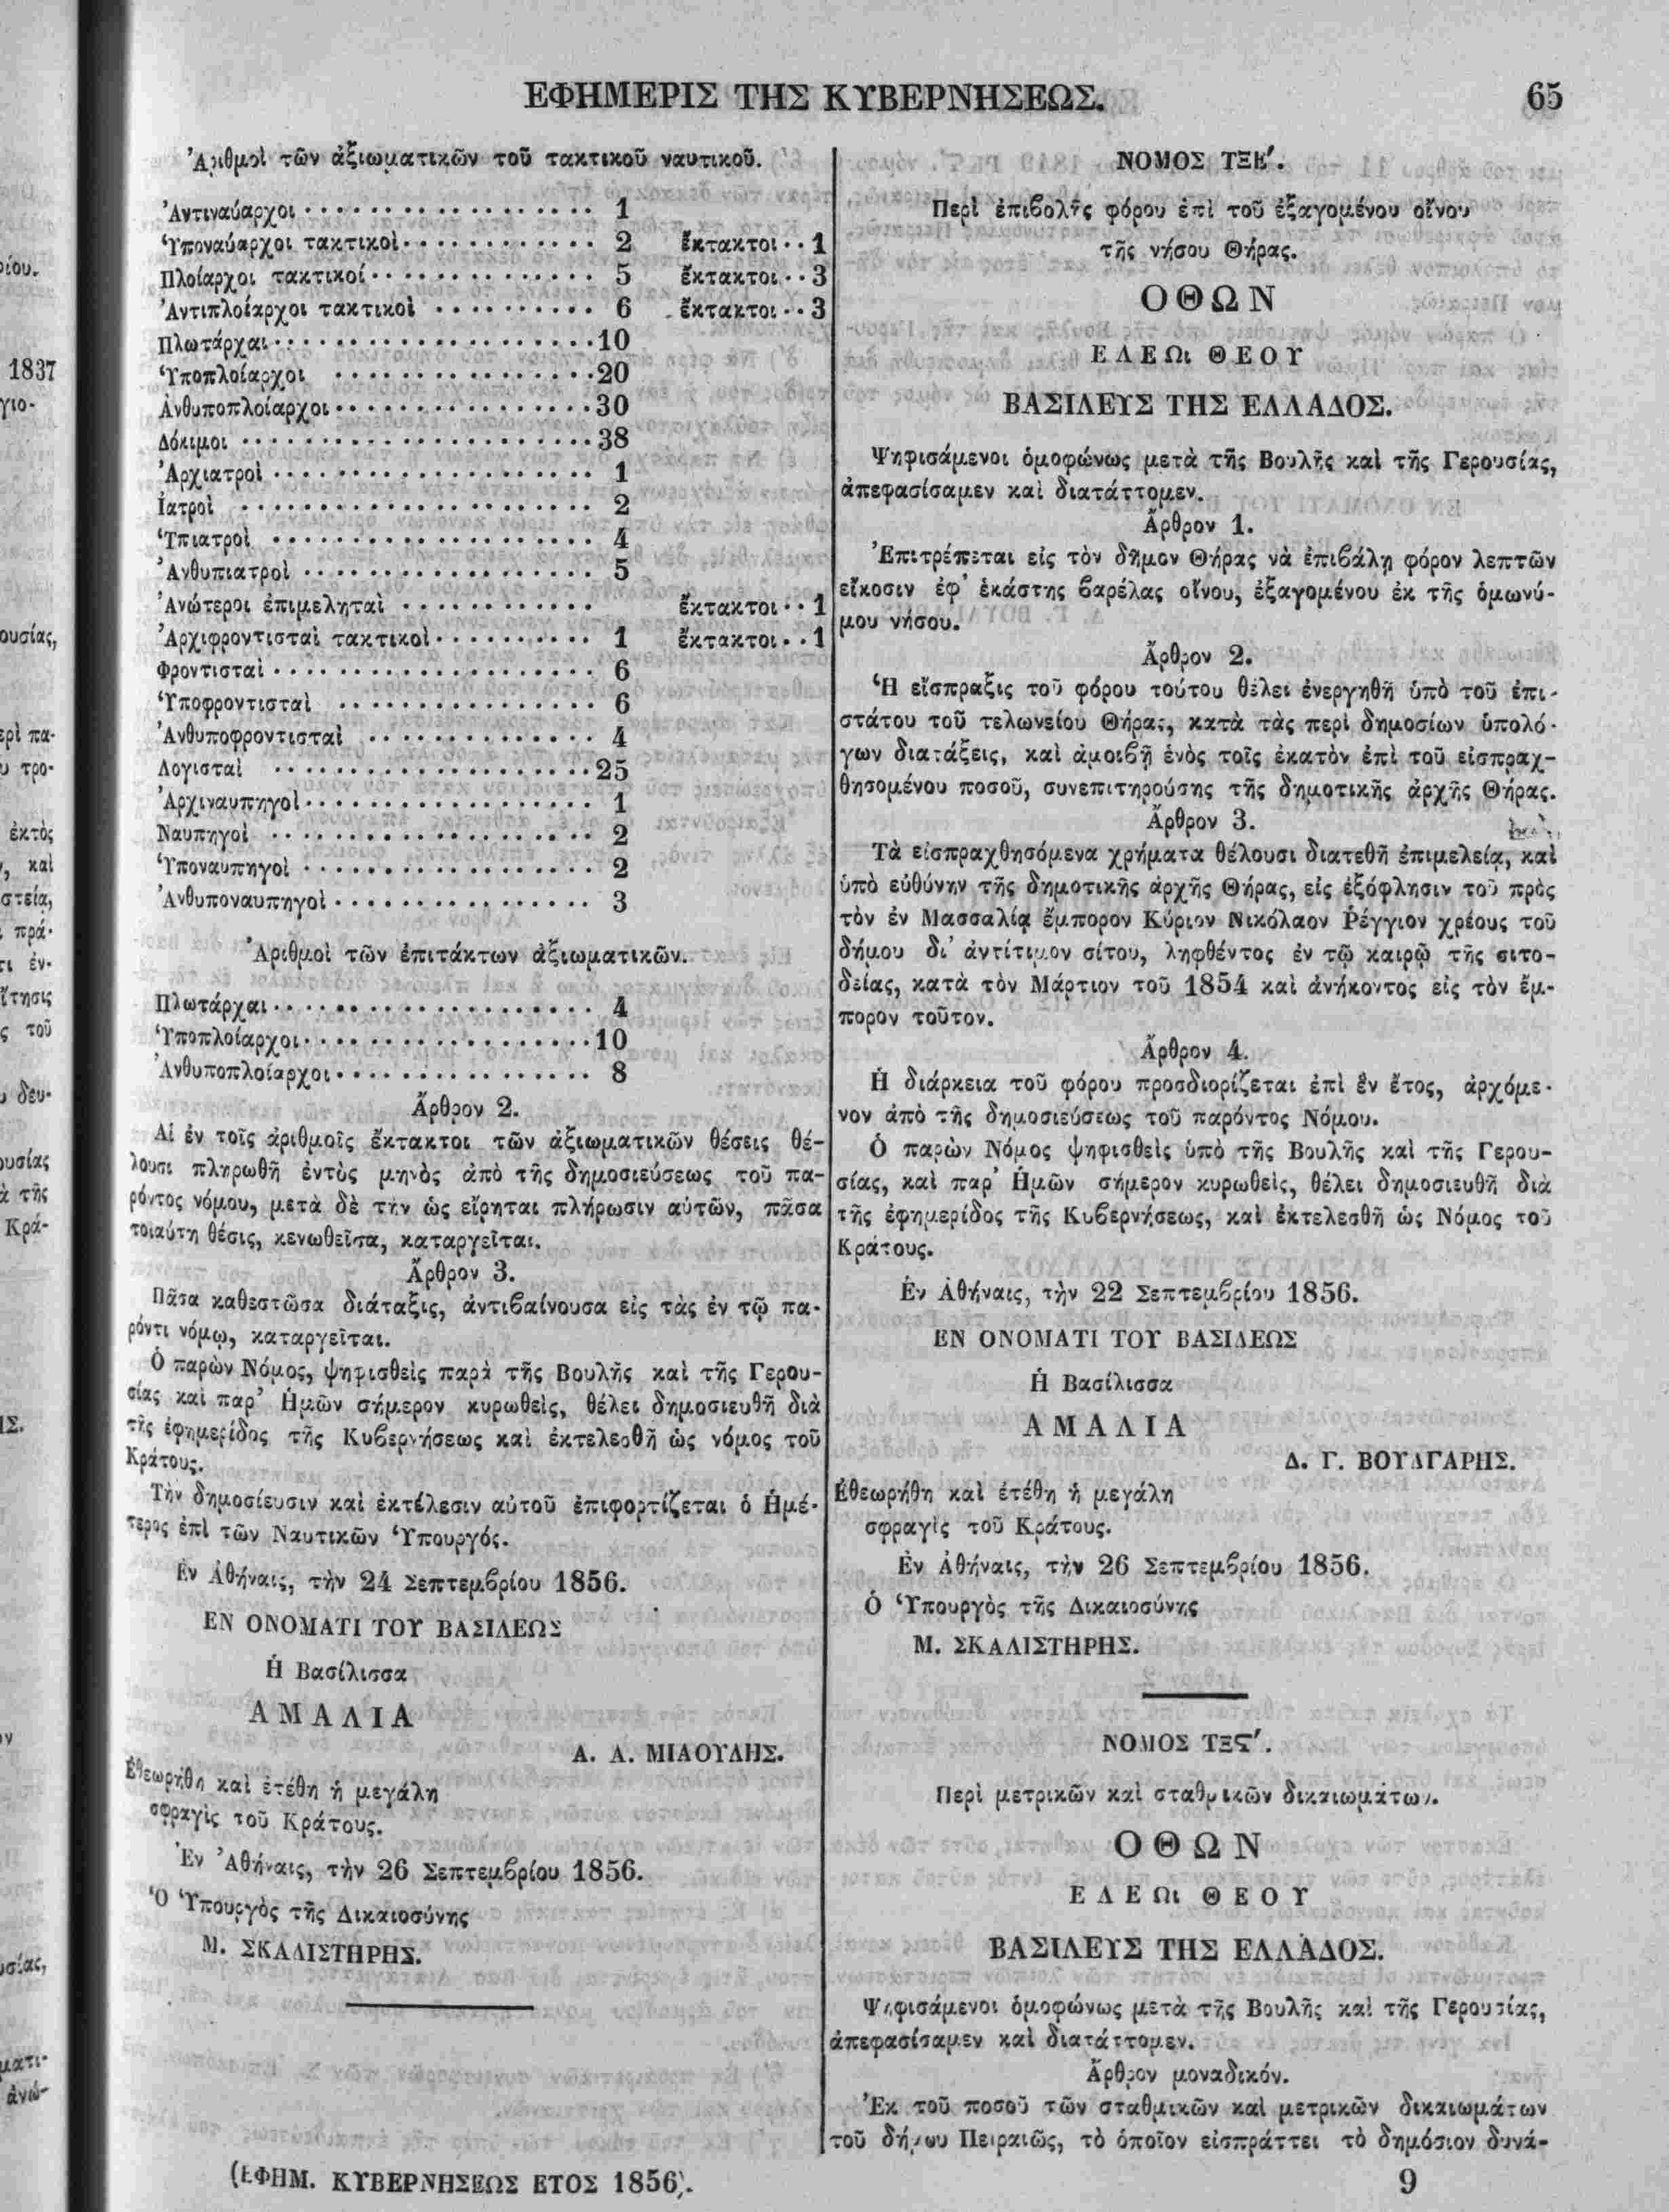 ΕΦΗΜΕΡΙΣ ΤΗΣ ΚΥΒΕΡΝΗΣΕΩΣ.
65
Ἀριθμοὶ τῶν ἀξιωματικῶν τοῦ τακτικοῦ ναυτικοῦ.
Ἀντιναύαρχοι 1
Ὑποναύαρχοι τακτικοὶ 2 ἔκτακτοι 1
Πλοίαρχοι τακτικοί 5 ἔκτακτοι 3
Ἀντιπλοίαρχοι τακτικοὶ 6 ἔκτακτοι 3
Πλωτάρχαι 10
Ὑποπλοίαρχοι 20
Ἀνθυποπλοίαρχοι 30
Δόκιμοι 38
Ἀρχιατροὶ 1
Ἰατροὶ 2
Ὑπιατροὶ 4
Ἀνθυπιατροὶ 5
Ἀνώτεροι ἐπιμεληταὶ ἔκτακτοι 1
Ἀρχιφροντισταὶ τακτικοὶ 1 ἔκτακτοι 1
Φροντισταὶ 6
Ὑποφροντισταὶ 6
Ἀνθυποφροντισταὶ 4
Λογισταὶ 25
Ἀρχιναυπηγοὶ 1
Ναυπηγοὶ 2
Ὑποναυπηγοὶ 2
Ἀνθυποναυπηγοὶ 3
Ἀριθμοὶ τῶν ἐπιτάκτων ἀξιωματικῶν.
Πλωτάρχαι 4
Ὑποπλοίαρχοι 10
Ἀνθυποπλοίαρχοι 8
Ἄρθρον 2.
Αἱ ἐν τοῖς ἀριθμοῖς ἔκτακτοι τῶν ἀξιωματικῶν θέσεις θέ-
λουσι πληρωθῆ ἐντὸς μηνὸς ἀπὸ τῆς δημοσιεύσεως τοῦ πα-
ρόντος νόμου, μετὰ δὲ τὴν ὡς εἴρηται πλήρωσιν αὐτῶν, πᾶσα
τοιαύτη θέσις, κενωθεῖσα, καταργεῖται.
Ἄρθρον 3.
Πᾶσα καθεστῶσα διάταξις, ἀντιβαίνουσα εἰς τὰς ἐν τῷ πα-
ρόντι νόμῳ, καταργεῖται.
Ὁ παρὼν Νόμος, ψηφισθεὶς παρὰ τῆς Βουλῆς καὶ τῆς Γερου-
σίας καὶ παρ' Ἡμῶν σήμερον κυρωθεὶς, θέλει δημοσιευθῆ διὰ
τῆς ἐφημερίδος τῆς Κυβερνήσεως καὶ ἐκτελεσθῆ ὡς νόμος τοῦ
Κράτους.
Τὴν δημοσίευσιν καὶ ἐκτέλεσιν αὐτοῦ ἐπιφορτίζεται ὁ Ἡμέ-
τερος ἐπὶ τῶν Ναυτικῶν Ὑπουργός.
Ἐν Ἀθήναις, τὴν 24 Σεπτεμβρίου 1856.
ΕΝ ΟΝΟΜΑΤΙ ΤΟΥ ΒΑΣΙΛΕΩΣ
Ἡ Βασίλισσα
ΑΜΑΛΙΑ
Α. Α. ΜΙΑΟΥΛΗΣ.
Ἐθεωρήθη καὶ ἐτέθη ἡ μεγάλη
σφραγὶς τοῦ Κράτους.
Ἐν Ἀθήναις, τὴν 26 Σεπτεμβρίου 1856.
Ὁ Ὑπουργὸς τῆς Δικαιοσύνης
Μ. ΣΚΑΛΙΣΤΗΡΗΣ.
(ΕΦΗΜ. ΚΥΒΕΡΝΗΣΕΩΣ ΕΤΟΣ 1856).
ΝΟΜΟΣ ΤΞΕ'.
Περὶ ἐπιβολῆς φόρου ἐπὶ τοῦ ἐξαγομένου οἴνου
τῆς νήσου Θήρας.
ΟΘΩΝ
ΕΛΕΩι ΘΕΟΥ
ΒΑΣΙΛΕΥΣ ΤΗΣ ΕΛΛΑΔΟΣ.
Ψηφισάμενοι ὁμοφώνως μετὰ τῆς Βουλῆς καὶ τῆς Γερουσίας,
ἀπεφασίσαμεν καὶ διατάττομεν.
Ἄρθρον 1.
Ἐπιτρέπεται εἰς τὸν δῆμον Θήρας νὰ ἐπιβάλῃ φόρον λεπτῶν
εἴκοσιν ἐφ' ἑκάστης βαρέλας οἴνου, ἐξαγομένου ἐκ τῆς ὁμωνύ-
μου νήσου.
Ἄρθρον 2.
Ἡ εἴσπραξις τοῦ φόρου τούτου θέλει ἐνεργηθῆ ὑπὸ τοῦ ἐπι-
στάτου τοῦ τελωνείου Θήρας, κατὰ τὰς περὶ δημοσίων ὑπολό-
γων διατάξεις, καὶ ἀμοιβῇ ἑνὸς τοῖς ἑκατὸν ἐπὶ τοῦ εἰσπραχ-
θησομένου ποσοῦ, συνεπιτηρούσης τῆς δημοτικῆς ἀρχῆς Θήρας.
Ἄρθρον 3.
Τὰ εἰσπραχθησόμενα χρήματα θέλουσι διατεθῆ ἐπιμελείᾳ, καὶ
ὑπὸ εὐθύνην τῆς δημοτικῆς ἀρχῆς Θήρας, εἰς ἐξόφλησιν τοῦ πρὸς
τὸν ἐν Μασσαλίᾳ ἔμπορον Κύριον Νικόλαον Ῥέγγιον χρέους τοῦ
δήμου δι' ἀντίτιμον σίτου, ληφθέντος ἐν τῷ καιρῷ τῆς σιτο-
δείας, κατὰ τὸν Μάρτιον τοῦ 1854 καὶ ἀνήκοντος εἰς τὸν ἔμ-
πορον τοῦτον.
Ἄρθρον 4.
Ἡ διάρκεια τοῦ φόρου προσδιορίζεται ἐπὶ ἓν ἔτος, ἀρχόμε-
νον ἀπὸ τῆς δημοσιεύσεως τοῦ παρόντος Νόμου.
Ὁ παρὼν Νόμος ψηφισθεὶς ὑπὸ τῆς Βουλῆς καὶ τῆς Γερου-
σίας, καὶ παρ' Ἡμῶν σήμερον κυρωθεὶς, θέλει δημοσιευθῆ διὰ
τῆς ἐφημερίδος τῆς Κυβερνήσεως, καὶ ἐκτελεσθῆ ὡς Νόμος τοῦ
Κράτους.
Ἐν Ἀθήναις, τὴν 22 Σεπτεμβρίου 1856.
ΕΝ ΟΝΟΜΑΤΙ ΤΟΥ ΒΑΣΙΛΕΩΣ
Ἡ Βασίλισσα
ΑΜΑΛΙΑ
Δ. Γ. ΒΟΥΛΓΑΡΗΣ.
Ἐθεωρήθη καὶ ἐτέθη ἡ μεγάλη
σφραγὶς τοῦ Κράτους.
Ἐν Ἀθήναις, τὴν 26 Σεπτεμβρίου 1856.
Ὁ Ὑπουργὸς τῆς Δικαιοσύνης
Μ. ΣΚΑΛΙΣΤΗΡΗΣ.
ΝΟΜΟΣ ΤΞϚ'.
Περὶ μετρικῶν καὶ σταθμικῶν δικαιωμάτων.
ΟΘΩΝ
ΕΛΕΩι ΘΕΟΥ
ΒΑΣΙΛΕΥΣ ΤΗΣ ΕΛΛΑΔΟΣ.
Ψηφισάμενοι ὁμοφώνως μετὰ τῆς Βουλῆς καὶ τῆς Γερουσίας,
ἀπεφασίσαμεν καὶ διατάττομεν.
Ἄρθρον μοναδικόν.
Ἐκ τοῦ ποσοῦ τῶν σταθμικῶν καὶ μετρικῶν δικαιωμάτων
τοῦ δήμου Πειραιῶς, τὸ ὁποῖον εἰσπράττει τὸ δημόσιον δυνά-
9